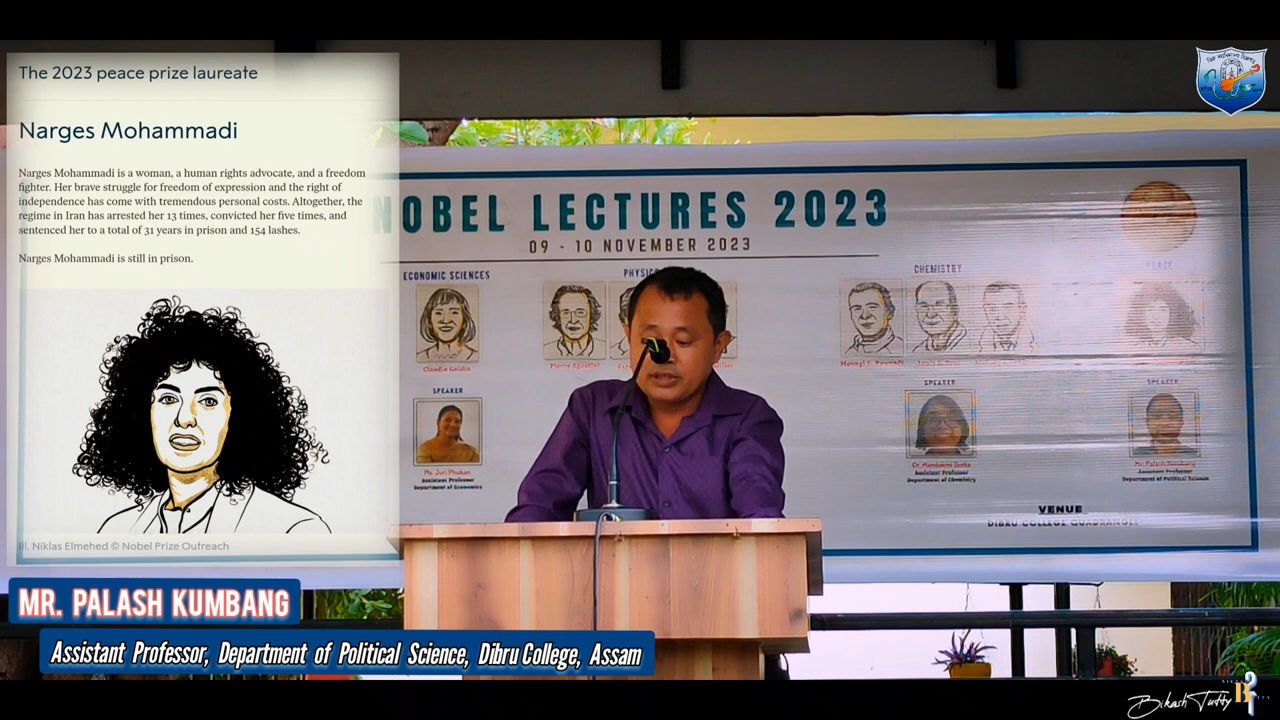 The 2023 peace prize laureate
Narges Mohammadi
Narges Mohammadi is a woman, a human rights advocate, and a freedom
fighter. Her brave struggle for freedom of expression and the right of
independence has come with tremendous personal costs. Altogether, the
regime in Iran has arrested her 13 times, convicted her five times, and
sentenced her to a total of 31 years in prison and 154 lashes.
Narges Mohammadi is still in prison.
Ill. Niklas Elmehed © Nobel Prize Outreach
NOBEL LECTURES 2023
09 - 10 NOVEMBER 2023
ECONOMIC SCIENCES
Claudia Goldin
SPEAKER
Ms. Juri Phukan
Assistant Professor
Department of Economics
PHYSIC
Pierre Agostini
CHEMISTRY
PEACE
SPEAKER
Dr. Mandakini Dutta
Assistant Professor
Department of Chemistry
SPEAKER
Mr. Palash Kumbang
Assistant Professor
Department of Political Science
VENUE
DIBRU COLLEGE QUADRANGLE
MR. PALASH KUMBANG
Assistant Professor, Department of Political Science, Dibru College, Assam
Bikash Tutty